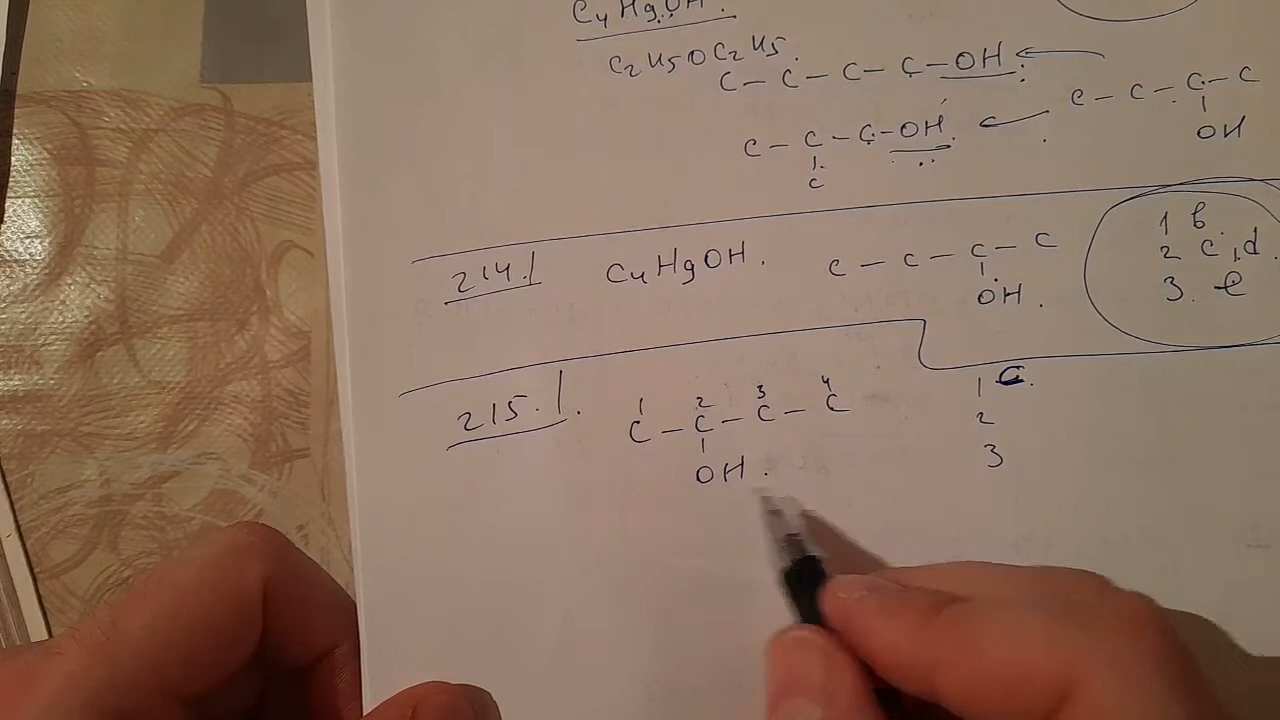 C4H9OH.
C2H5OC2H5.
C – C – C – C – OH
C – C – C – C
OH
C – C – C – OH.
C
214.1 C4HgOH. C – C – C – C
OH.
1 b.
2 c, d.
3. e
215.1. C – C – C – C
1 2 3 4
OH.
1 a.
2
3